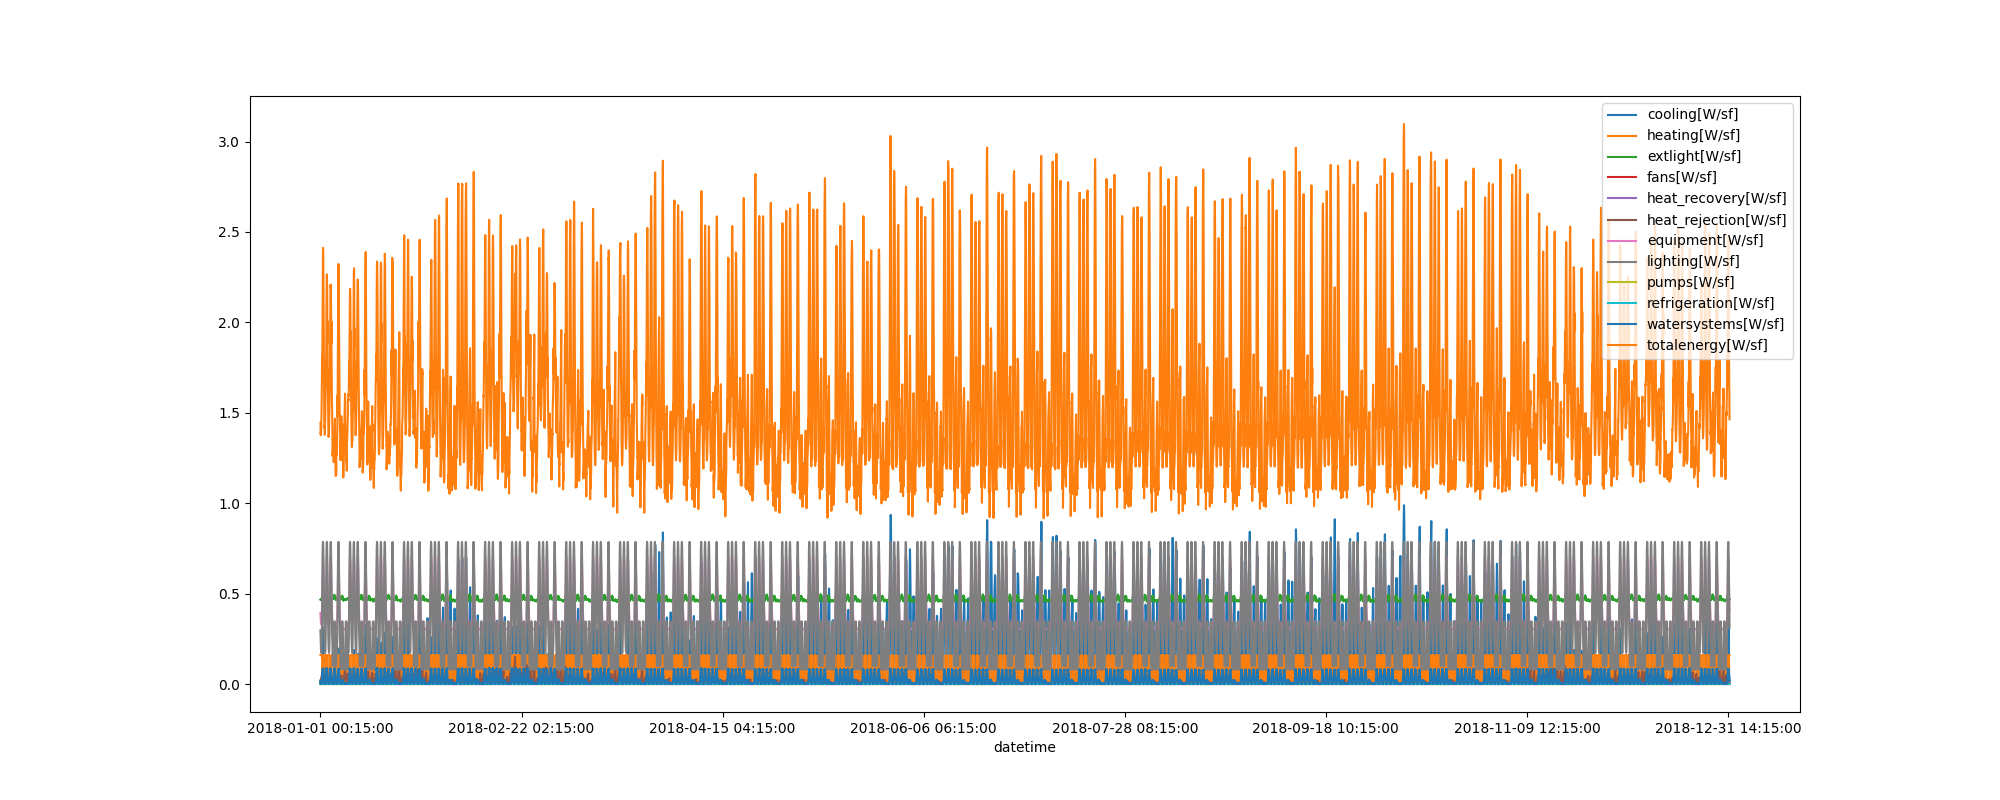 3.0
2.5
2.0
1.5
1.0
0.5
0.0
cooling[W/sf]
heating[W/sf]
extlight[W/sf]
fans[W/sf]
heat_recovery[W/sf]
heat_rejection[W/sf]
equipment[W/sf]
lighting[W/sf]
pumps[W/sf]
refrigeration[W/sf]
watersystems[W/sf]
totalenergy[W/sf]
2018-01-01 00:15:00 2018-02-22 02:15:00 2018-04-15 04:15:00 2018-06-06 06:15:00 2018-07-28 08:15:00 2018-09-18 10:15:00 2018-11-09 12:15:00 2018-12-31 14:15:00
datetime